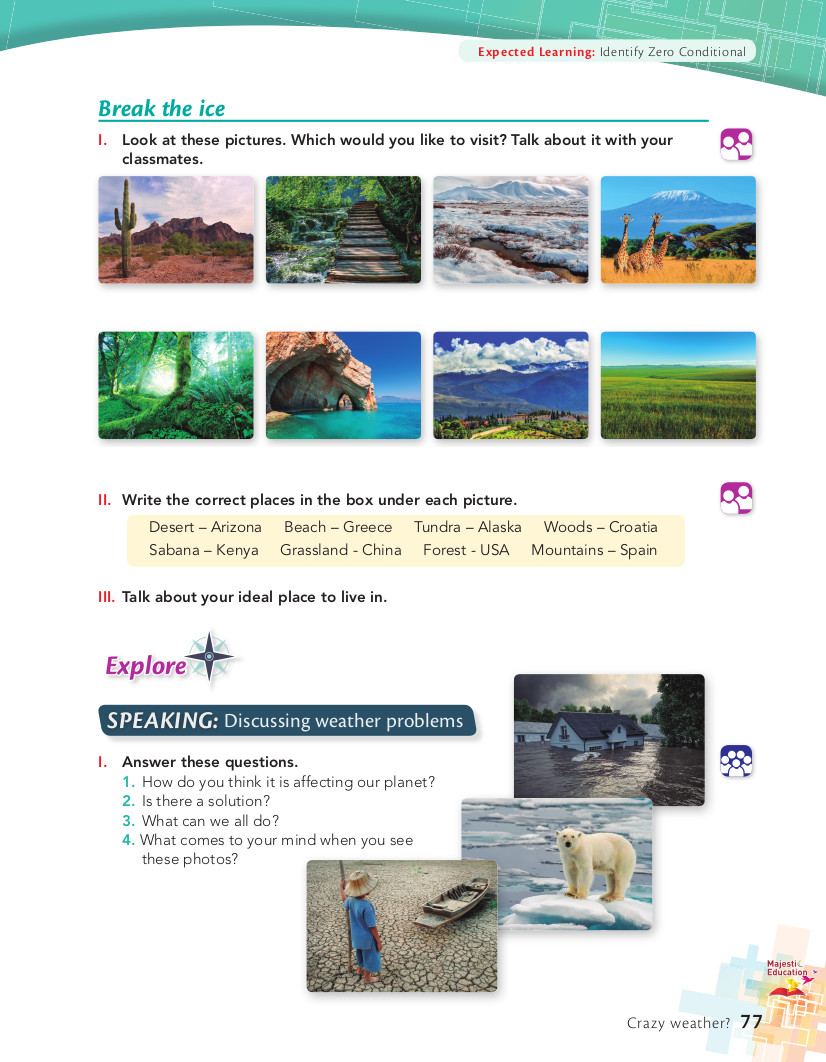 Expected Learning: Identify Zero Conditional
Break the ice
I. Look at these pictures. Which would you like to visit? Talk about it with your
classmates.
II. Write the correct places in the box under each picture.
Desert – Arizona Beach – Greece Tundra – Alaska Woods – Croatia
Sabana – Kenya Grassland - China Forest - USA Mountains – Spain
III. Talk about your ideal place to live in.
Explore
SPEAKING: Discussing weather problems
I. Answer these questions.
1. How do you think it is affecting our planet?
2. Is there a solution?
3. What can we all do?
4. What comes to your mind when you see
these photos?
Majestic
Education
Crazy weather? 77